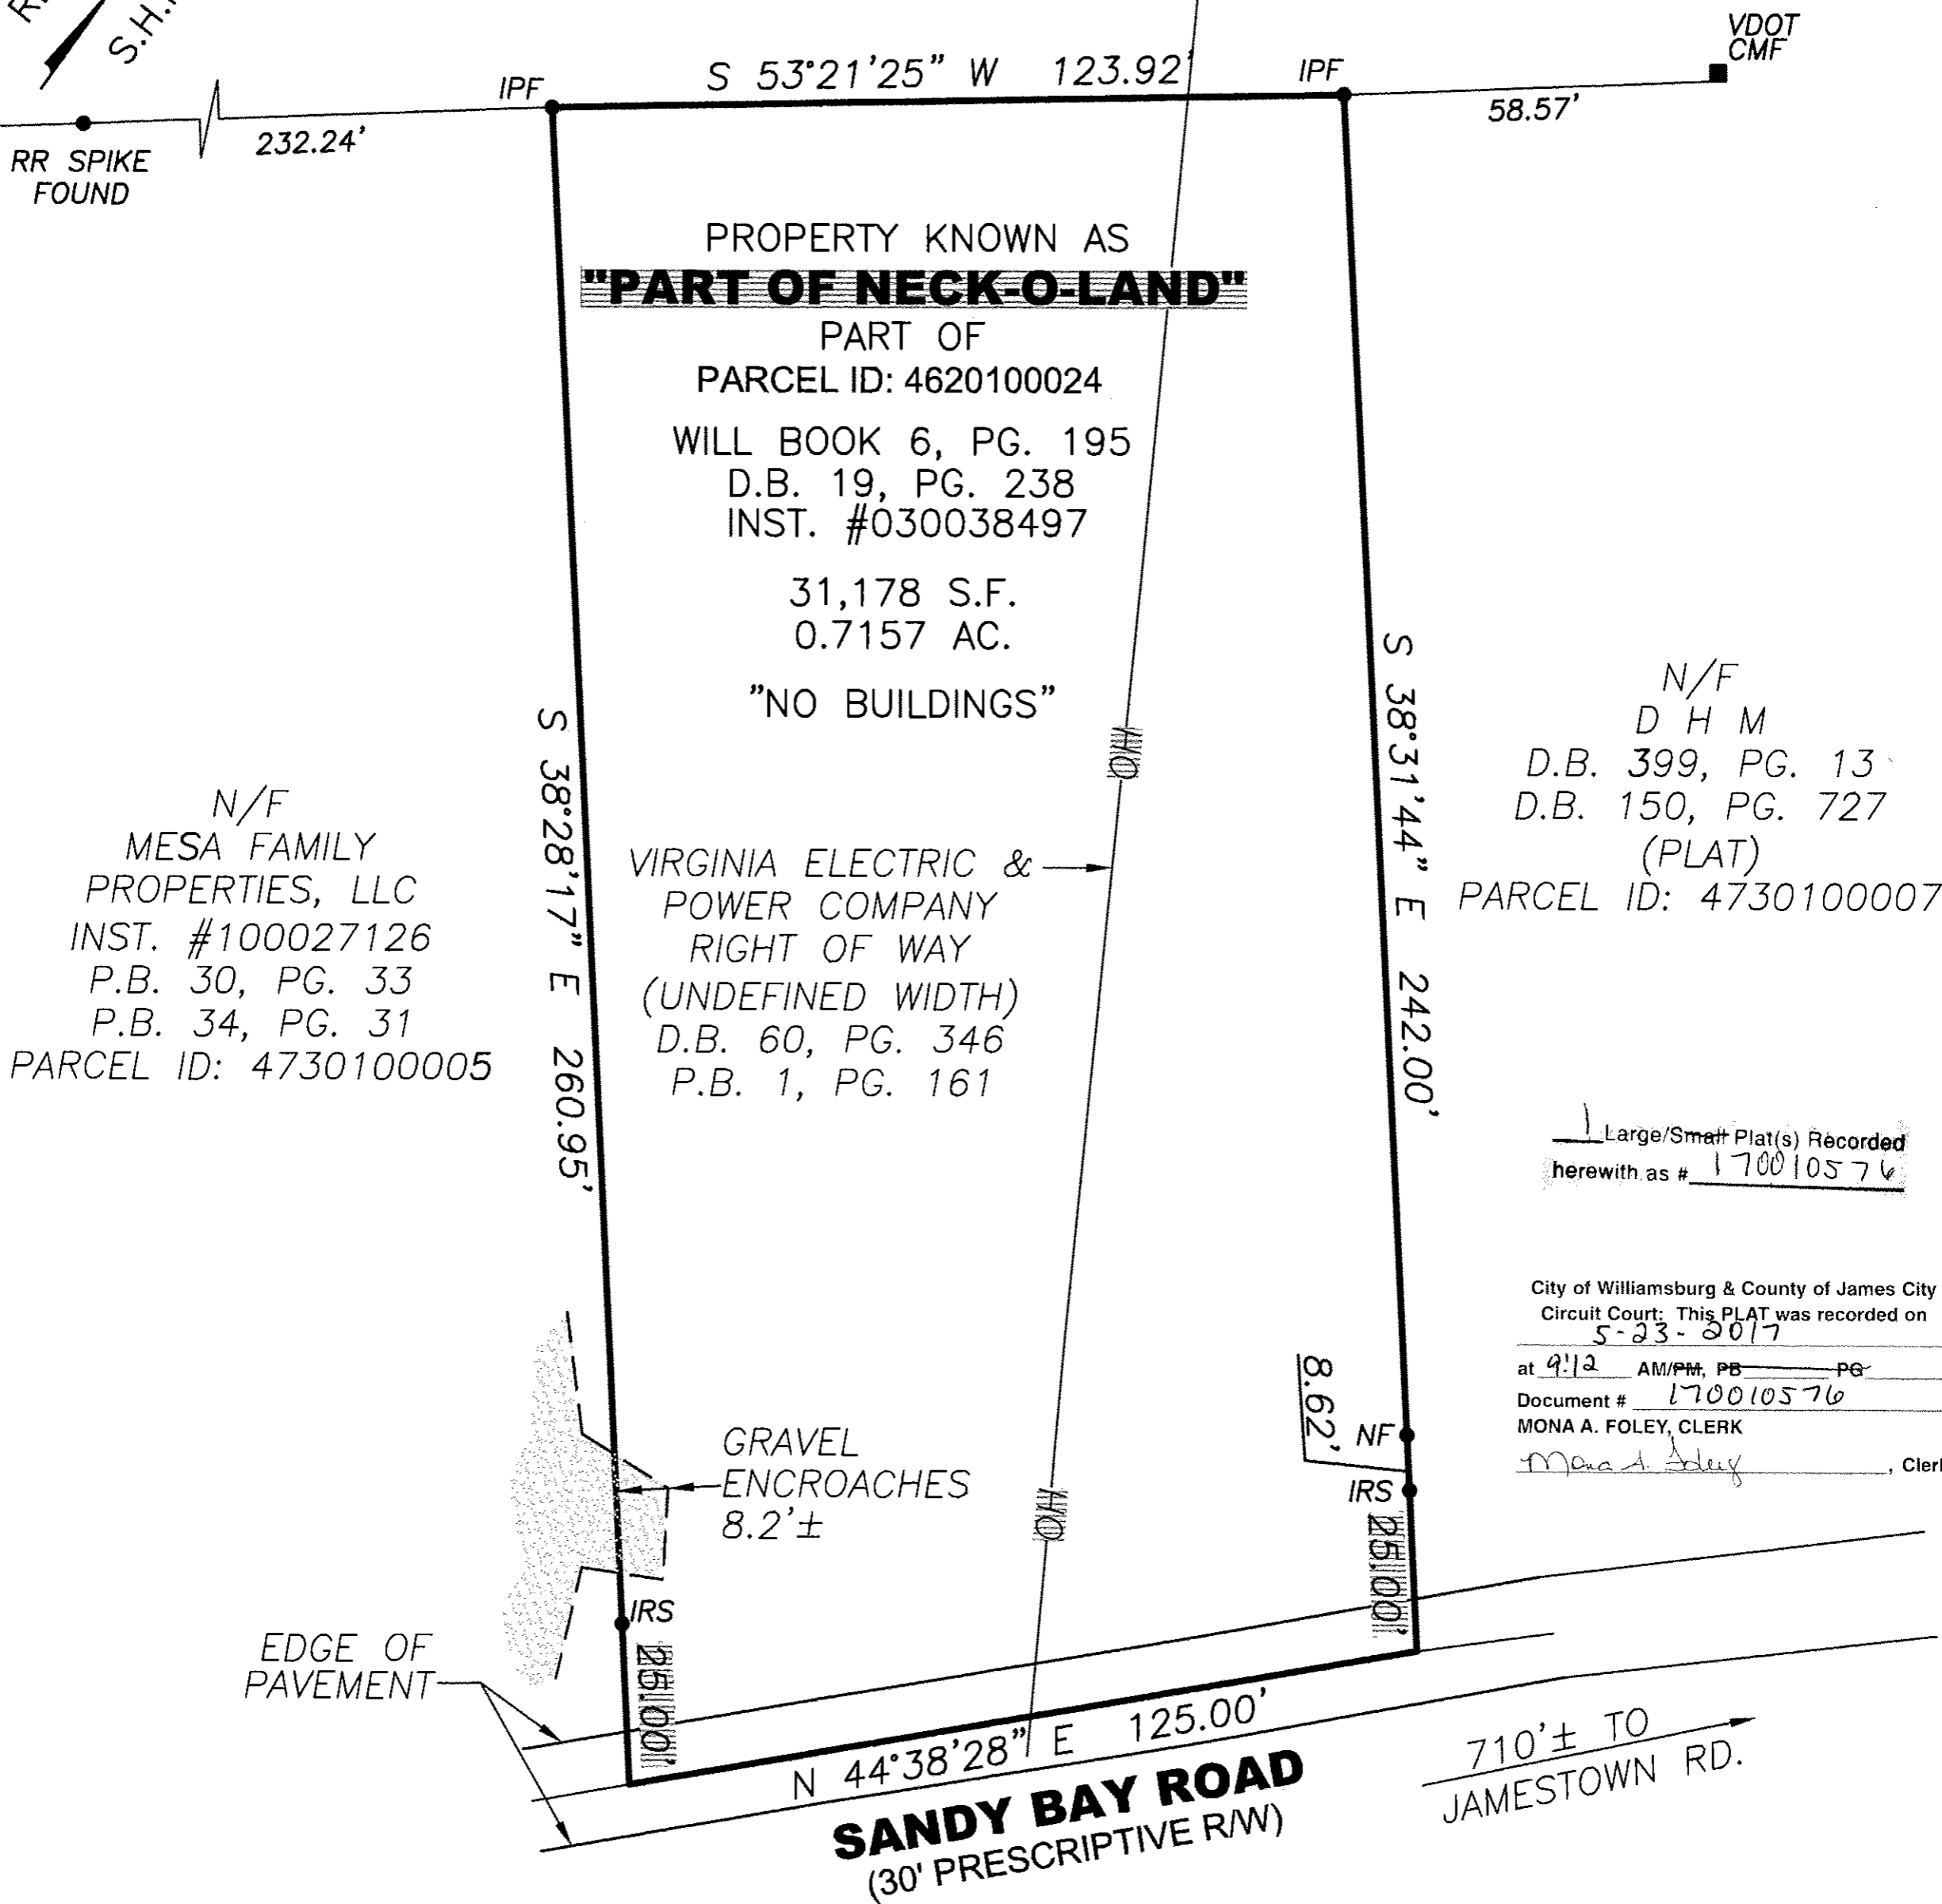 S.H.
VDOT
CMF
IPF
S 53°21'25" W 123.92'
IPF
58.57'
232.24'
RR SPIKE
FOUND
PROPERTY KNOWN AS
"PART OF NECK-O-LAND"
PART OF
PARCEL ID: 4620100024
WILL BOOK 6, PG. 195
D.B. 19, PG. 238
INST. #030038497
31,178 S.F.
0.7157 AC.
"NO BUILDINGS"
S 38°28'17" E 260.95'
S 38°31'44" E 242.00'
N/F
MESA FAMILY
PROPERTIES, LLC
INST. #100027126
P.B. 30, PG. 33
P.B. 34, PG. 31
PARCEL ID: 4730100005
VIRGINIA ELECTRIC &
POWER COMPANY
RIGHT OF WAY
(UNDEFINED WIDTH)
D.B. 60, PG. 346
P.B. 1, PG. 161
OH
OH
N/F
D H M
D.B. 399, PG. 13
D.B. 150, PG. 727
(PLAT)
PARCEL ID: 4730100007
1 Large/Small Plat(s) Recorded
herewith as # 170010576
City of Williamsburg & County of James City
Circuit Court: This PLAT was recorded on
5-23-2017
at 9:12 AM/PM, PB PG
Document # 170010576
MONA A. FOLEY, CLERK
Mona A. Foley, Clerk
GRAVEL
ENCROACHES
8.2'±
8.62'
NF
IRS
25.00'
IRS
25.00'
EDGE OF
PAVEMENT
N 44°38'28" E 125.00'
SANDY BAY ROAD
(30' PRESCRIPTIVE R/W)
710'± TO
JAMESTOWN RD.